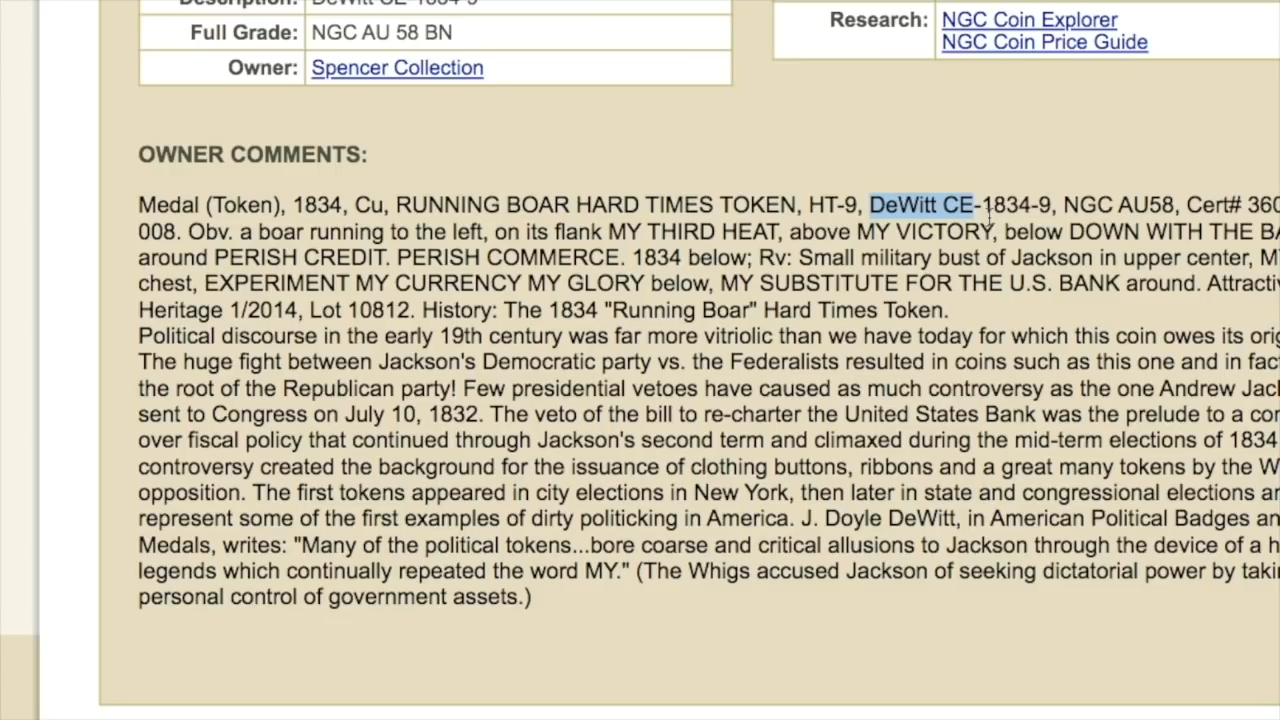 Description: DeWitt CE-1834-9
Full Grade: NGC AU 58 BN
Owner: Spencer Collection
Research: NGC Coin Explorer
NGC Coin Price Guide
OWNER COMMENTS:
Medal (Token), 1834, Cu, RUNNING BOAR HARD TIMES TOKEN, HT-9, DeWitt CE-1834-9, NGC AU58, Cert# 360
008. Obv. a boar running to the left, on its flank MY THIRD HEAT, above MY VICTORY, below DOWN WITH THE BA
around PERISH CREDIT. PERISH COMMERCE. 1834 below; Rv: Small military bust of Jackson in upper center, M
chest, EXPERIMENT MY CURRENCY MY GLORY below, MY SUBSTITUTE FOR THE U.S. BANK around. Attracti
Heritage 1/2014, Lot 10812. History: The 1834 "Running Boar" Hard Times Token.
Political discourse in the early 19th century was far more vitriolic than we have today for which this coin owes its orig
The huge fight between Jackson's Democratic party vs. the Federalists resulted in coins such as this one and in fac
the root of the Republican party! Few presidential vetoes have caused as much controversy as the one Andrew Jac
sent to Congress on July 10, 1832. The veto of the bill to re-charter the United States Bank was the prelude to a con
over fiscal policy that continued through Jackson's second term and climaxed during the mid-term elections of 1834
controversy created the background for the issuance of clothing buttons, ribbons and a great many tokens by the W
opposition. The first tokens appeared in city elections in New York, then later in state and congressional elections an
represent some of the first examples of dirty politicking in America. J. Doyle DeWitt, in American Political Badges an
Medals, writes: "Many of the political tokens...bore coarse and critical allusions to Jackson through the device of a h
legends which continually repeated the word MY." (The Whigs accused Jackson of seeking dictatorial power by taki
personal control of government assets.)